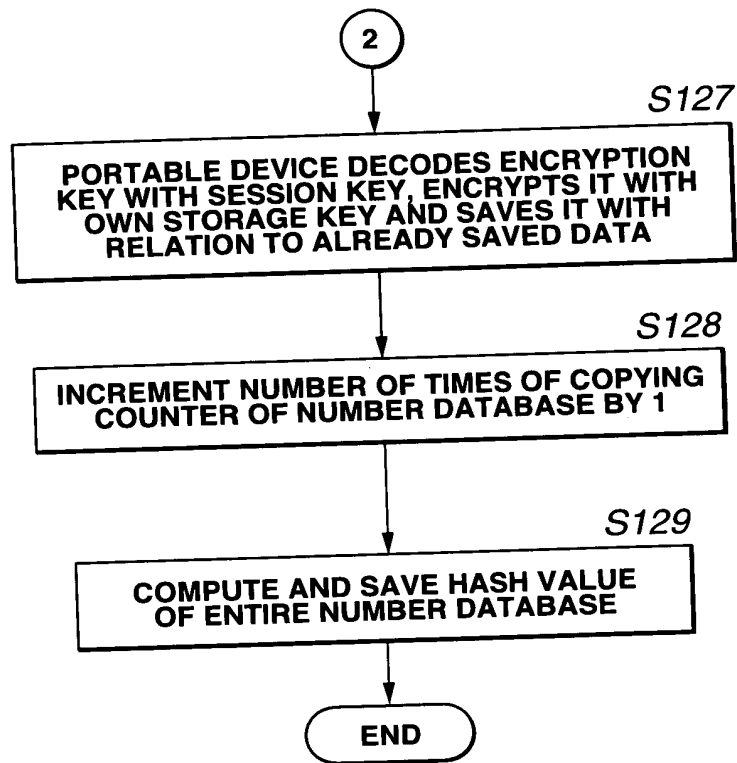 2
S127
PORTABLE DEVICE DECODES ENCRYPTION
KEY WITH SESSION KEY, ENCRYPTS IT WITH
OWN STORAGE KEY AND SAVES IT WITH
RELATION TO ALREADY SAVED DATA
S128
INCREMENT NUMBER OF TIMES OF COPYING
COUNTER OF NUMBER DATABASE BY 1
S129
COMPUTE AND SAVE HASH VALUE
OF ENTIRE NUMBER DATABASE
END